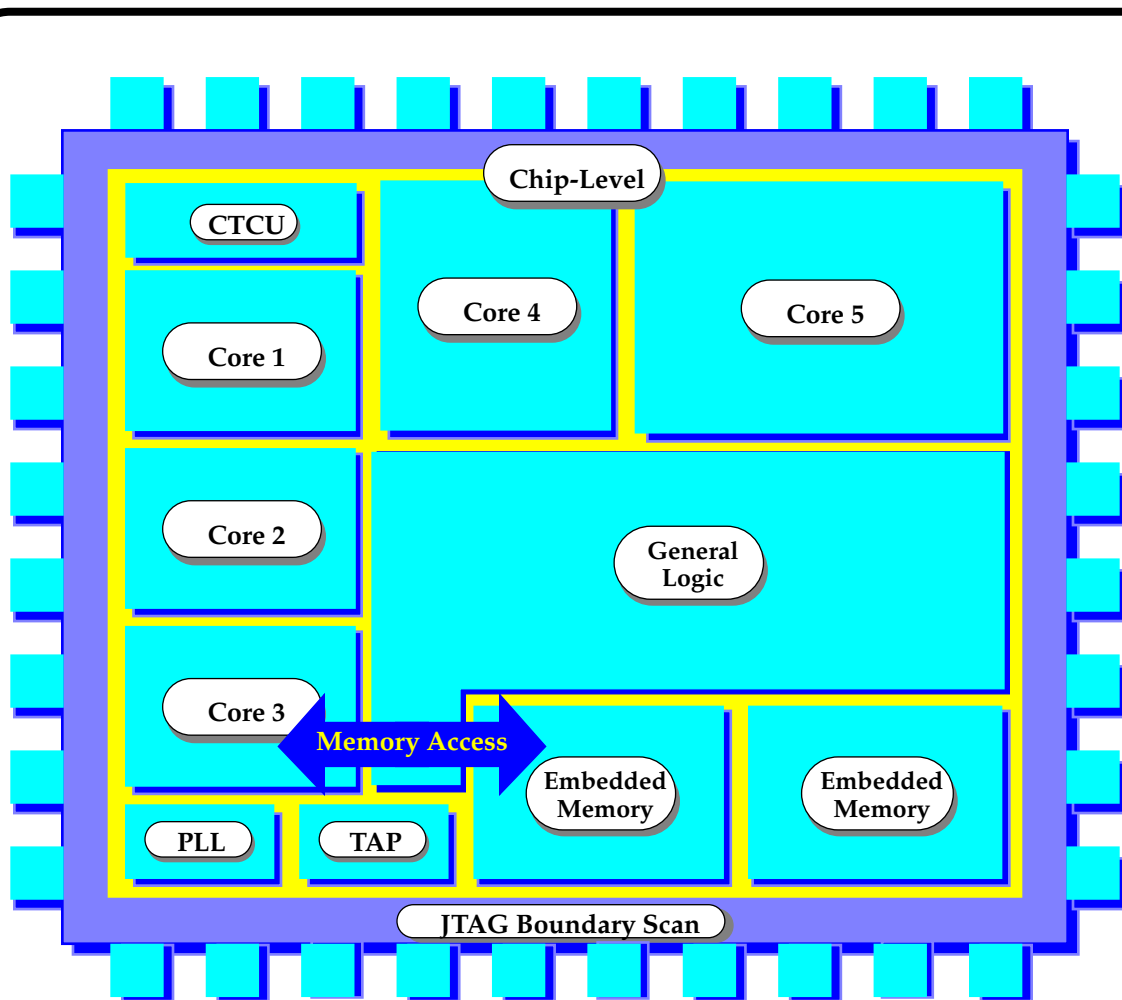 Chip-Level
CTCU
Core 4
Core 5
Core 1
Core 2
General
Logic
Core 3
Memory Access
Embedded
Memory
Embedded
Memory
PLL
TAP
JTAG Boundary Scan